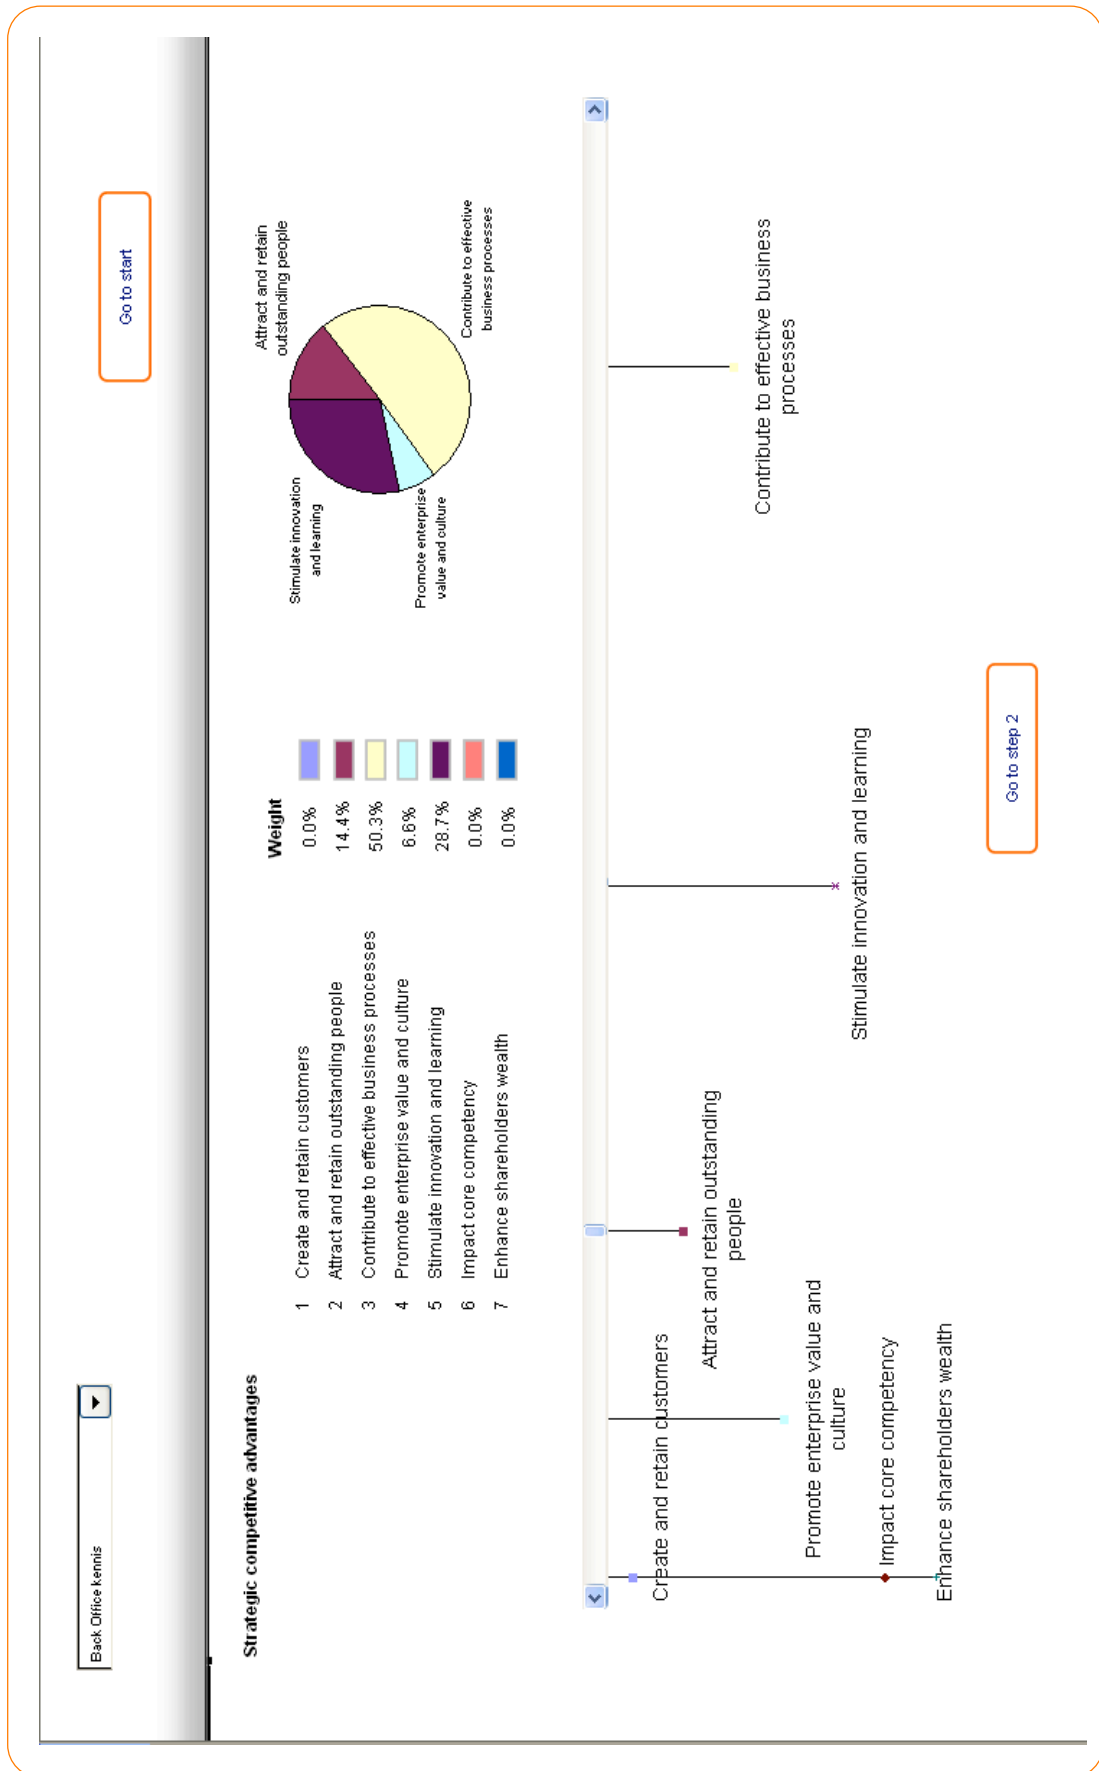 Back Office kennis
Go to start
Strategic competitive advantages
Weight
1 Create and retain customers 0.0%
2 Attract and retain outstanding people 14.4%
3 Contribute to effective business processes 50.3%
4 Promote enterprise value and culture 6.6%
5 Stimulate innovation and learning 28.7%
6 Impact core competency 0.0%
7 Enhance shareholders wealth 0.0%
Attract and retain
outstanding people
Stimulate innovation
and learning
Promote enterprise
value and culture
Contribute to effective
business processes
Create and retain customers
Attract and retain outstanding
people
Contribute to effective business
processes
Promote enterprise value and
culture
Stimulate innovation and learning
Impact core competency
Enhance shareholders wealth
Go to step 2